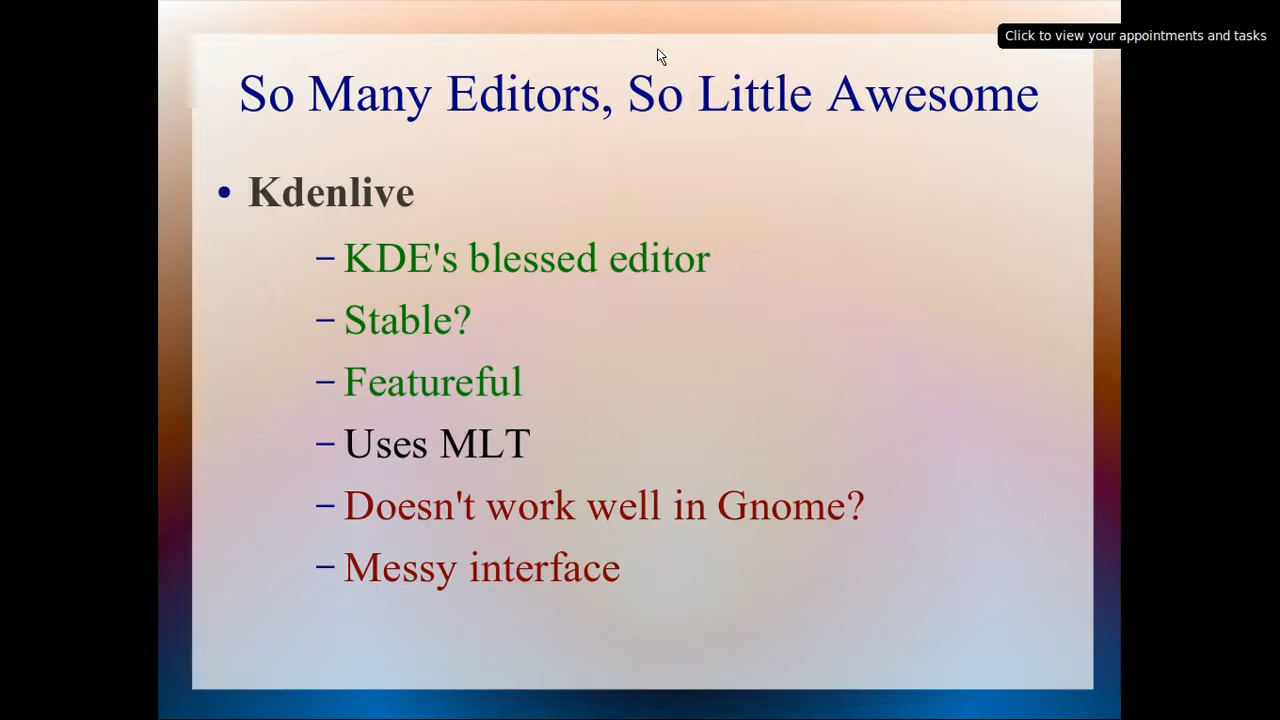 Click to view your appointments and tasks
So Many Editors, So Little Awesome
• Kdenlive
– KDE's blessed editor
– Stable?
– Featureful
– Uses MLT
– Doesn't work well in Gnome?
– Messy interface